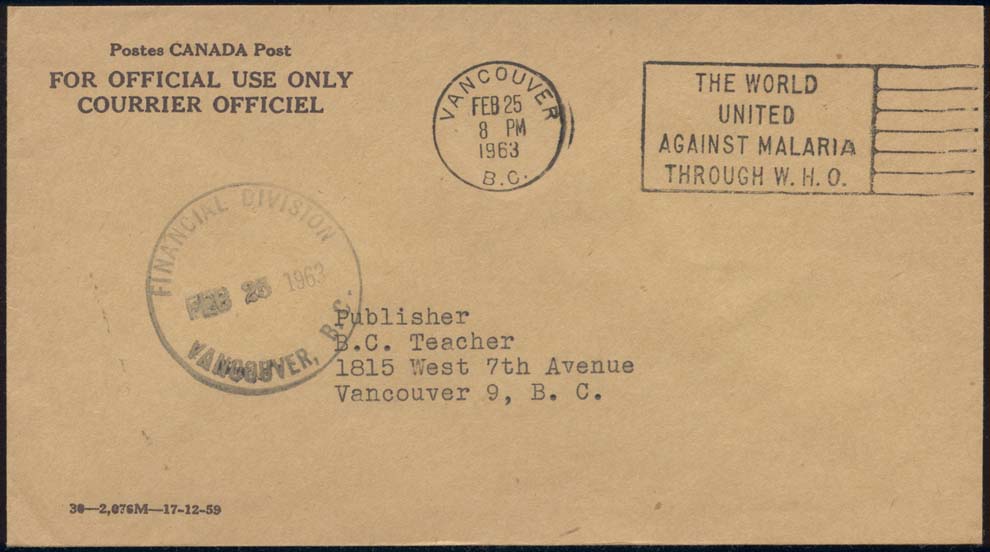 Postes CANADA Post
FOR OFFICIAL USE ONLY
COURRIER OFFICIEL
VANCOUVER
FEB 25
8 PM
1963
B.C.
THE WORLD
UNITED
AGAINST MALARIA
THROUGH W. H. O.
FINANCIAL DIVISION
FEB 25 1963
VANCOUVER, B.C.
Publisher
B.C. Teacher
1815 West 7th Avenue
Vancouver 9, B. C.
30—2,076M—17-12-59